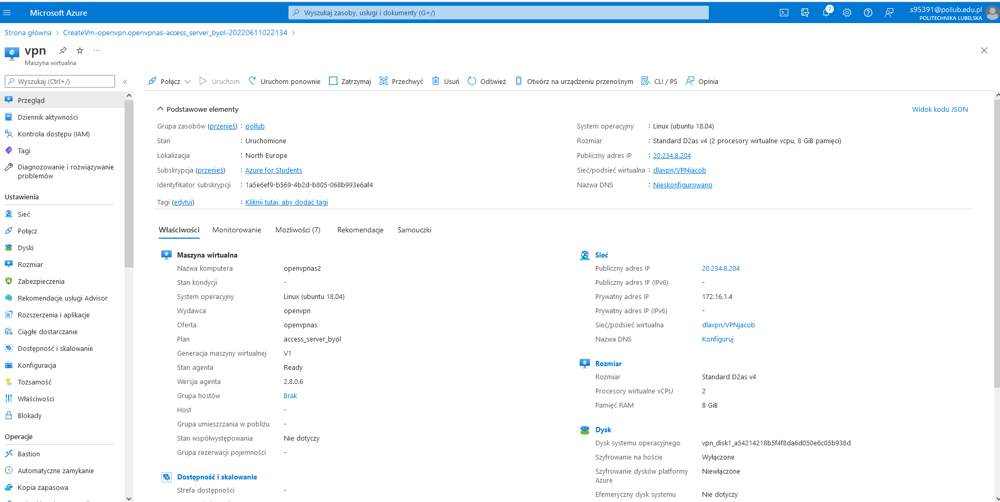 Microsoft Azure
Wyszukaj zasoby, usługi i dokumenty (G+/)
2
s95391@pollub.edu.pl
POLITECHNIKA LUBELSKA
Strona główna > CreateVm-openvpn.openvpnas-access_server_byol-20220611022134 >
vpn
Maszyna wirtualna
Wyszukaj (Ctrl+/)
«
Połącz
Uruchom
Uruchom ponownie
Zatrzymaj
Przechwyć
Usuń
Odśwież
Otwórz na urządzeniu przenośnym
CLI / PS
Opinia
Przegląd
Dziennik aktywności
Kontrola dostępu (IAM)
Tagi
Diagnozowanie i rozwiązywanie
problemów
Ustawienia
Sieć
Połącz
Dyski
Rozmiar
Zabezpieczenia
Rekomendacje usługi Advisor
Rozszerzenia i aplikacje
Ciągłe dostarczanie
Dostępność i skalowanie
Konfiguracja
Tożsamość
Właściwości
Blokady
Operacje
Bastion
Automatyczne zamykanie
Kopia zapasowa
Podstawowe elementy
Widok kodu JSON
Grupa zasobów (przenieś) : pollub
Stan : Uruchomione
Lokalizacja : North Europe
Subskrypcja (przenieś) : Azure for Students
Identyfikator subskrypcji : 1a5e6ef9-b569-4b2d-b805-068b993e6af4
Tagi (edytuj) : Kliknij tutaj, aby dodać tagi
System operacyjny : Linux (ubuntu 18.04)
Rozmiar : Standard D2as v4 (2 procesory wirtualne vcpu, 8 GiB pamięci)
Publiczny adres IP : 20.234.8.204
Sieć/podsieć wirtualna : dlavpn/VPNjacob
Nazwa DNS : Nieskonfigurowano
Właściwości
Monitorowanie
Możliwości (7)
Rekomendacje
Samouczki
Maszyna wirtualna
Nazwa komputera openvpnas2
Stan kondycji -
System operacyjny Linux (ubuntu 18.04)
Wydawca openvpn
Oferta openvpnas
Plan access_server_byol
Generacja maszyny wirtualnej V1
Stan agenta Ready
Wersja agenta 2.8.0.6
Grupa hostów Brak
Host -
Grupa umieszczania w pobliżu -
Stan współwystępowania Nie dotyczy
Grupa rezerwacji pojemności -
Dostępność i skalowanie
Strefa dostępności -
Sieć
Publiczny adres IP 20.234.8.204
Publiczny adres IP (IPv6) -
Prywatny adres IP 172.16.1.4
Prywatny adres IP (IPv6) -
Sieć/podsieć wirtualna dlavpn/VPNjacob
Nazwa DNS Konfiguruj
Rozmiar
Rozmiar Standard D2as v4
Procesory wirtualne vCPU 2
Pamięć RAM 8 GiB
Dysk
Dysk systemu operacyjnego vpn_disk1_a54214218b5f4f8da6d050e6c05b938d
Szyfrowanie na hoście Wyłączone
Szyfrowanie dysków platformy Niewłączone
Azure
Efemeryczny dysk systemu Nie dotyczy